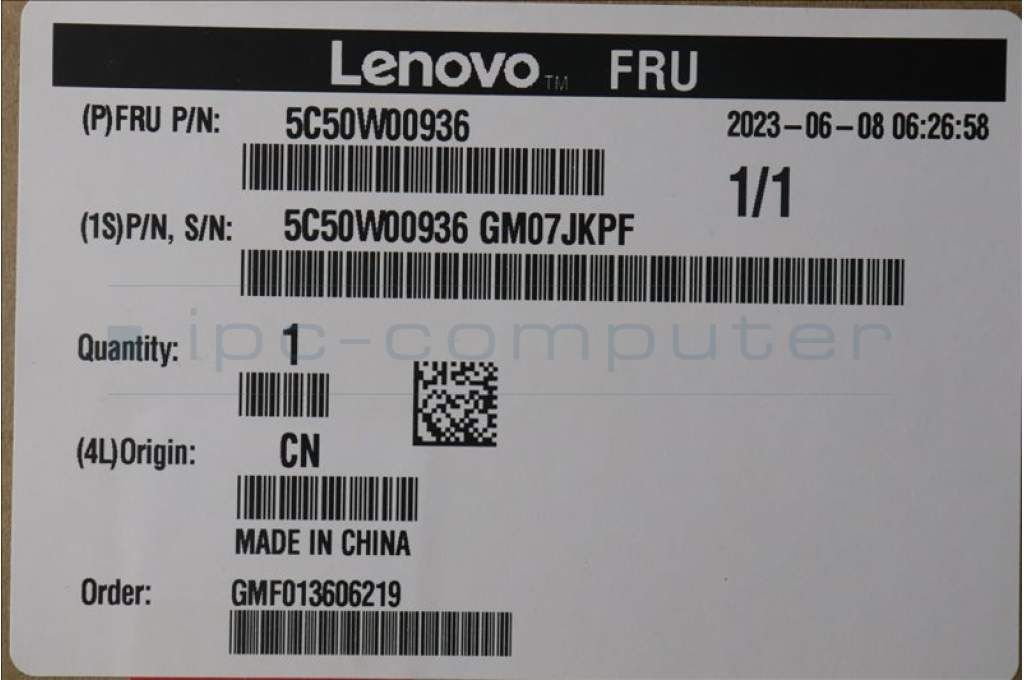 Lenovo™ FRU
(P)FRU P/N: 5C50W00936 2023-06-08 06:26:58
1/1
(1S)P/N, S/N: 5C50W00936 GM07JKPF
ipc-computer
Quantity: 1
(4L)Origin: CN
MADE IN CHINA
Order: GMF013606219